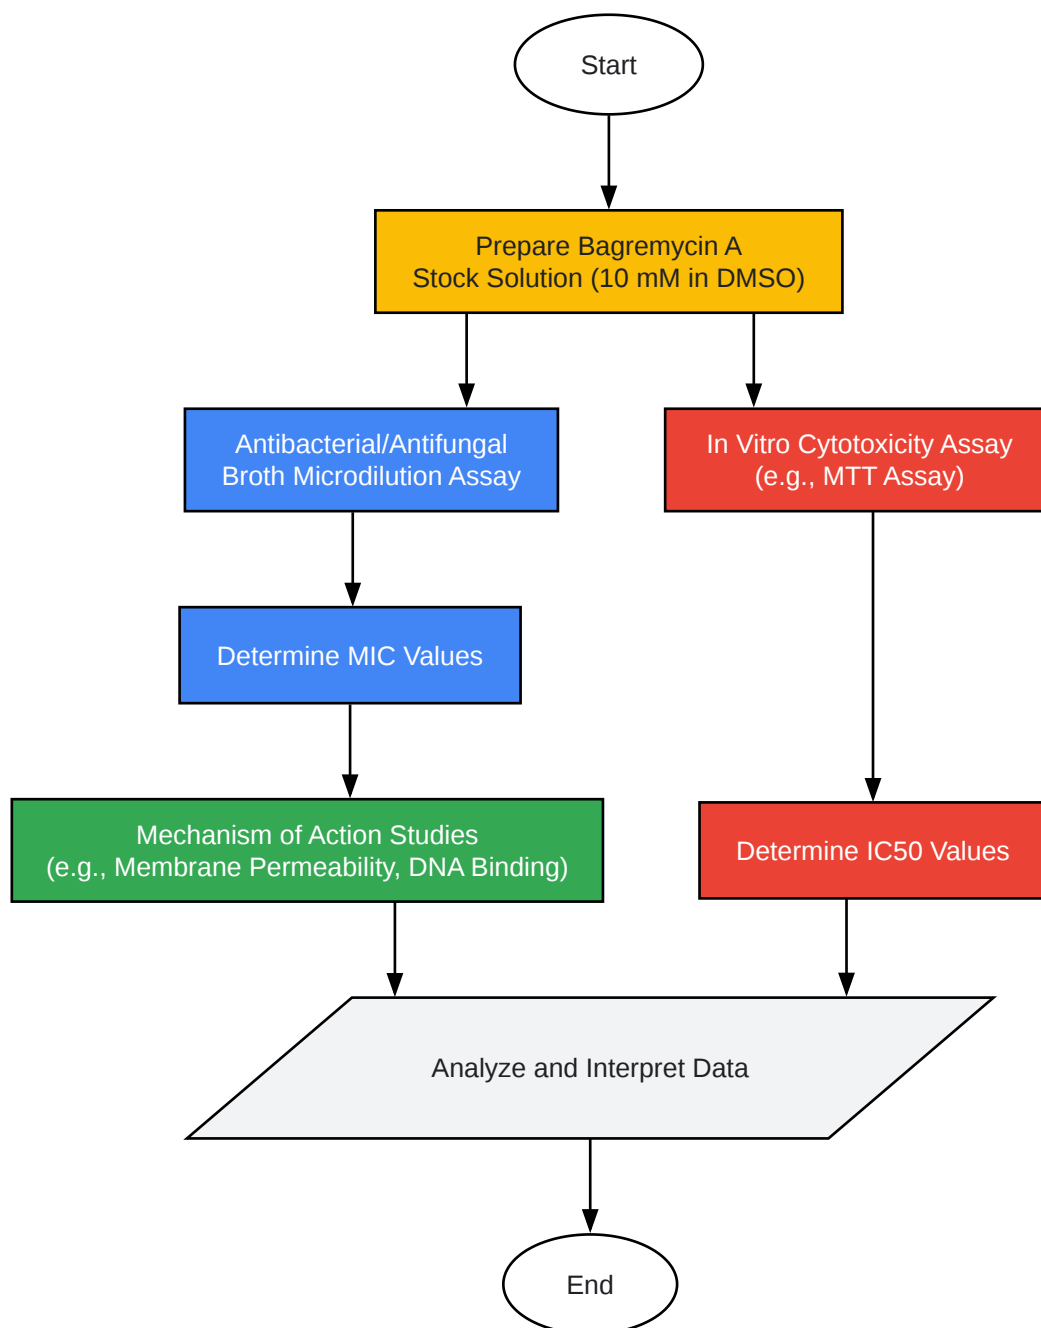 Start
Prepare Bagremycin A
Stock Solution (10 mM in DMSO)
Antibacterial/Antifungal
Broth Microdilution Assay
In Vitro Cytotoxicity Assay
(e.g., MTT Assay)
Determine MIC Values
Mechanism of Action Studies
(e.g., Membrane Permeability, DNA Binding)
Determine IC50 Values
Analyze and Interpret Data
End